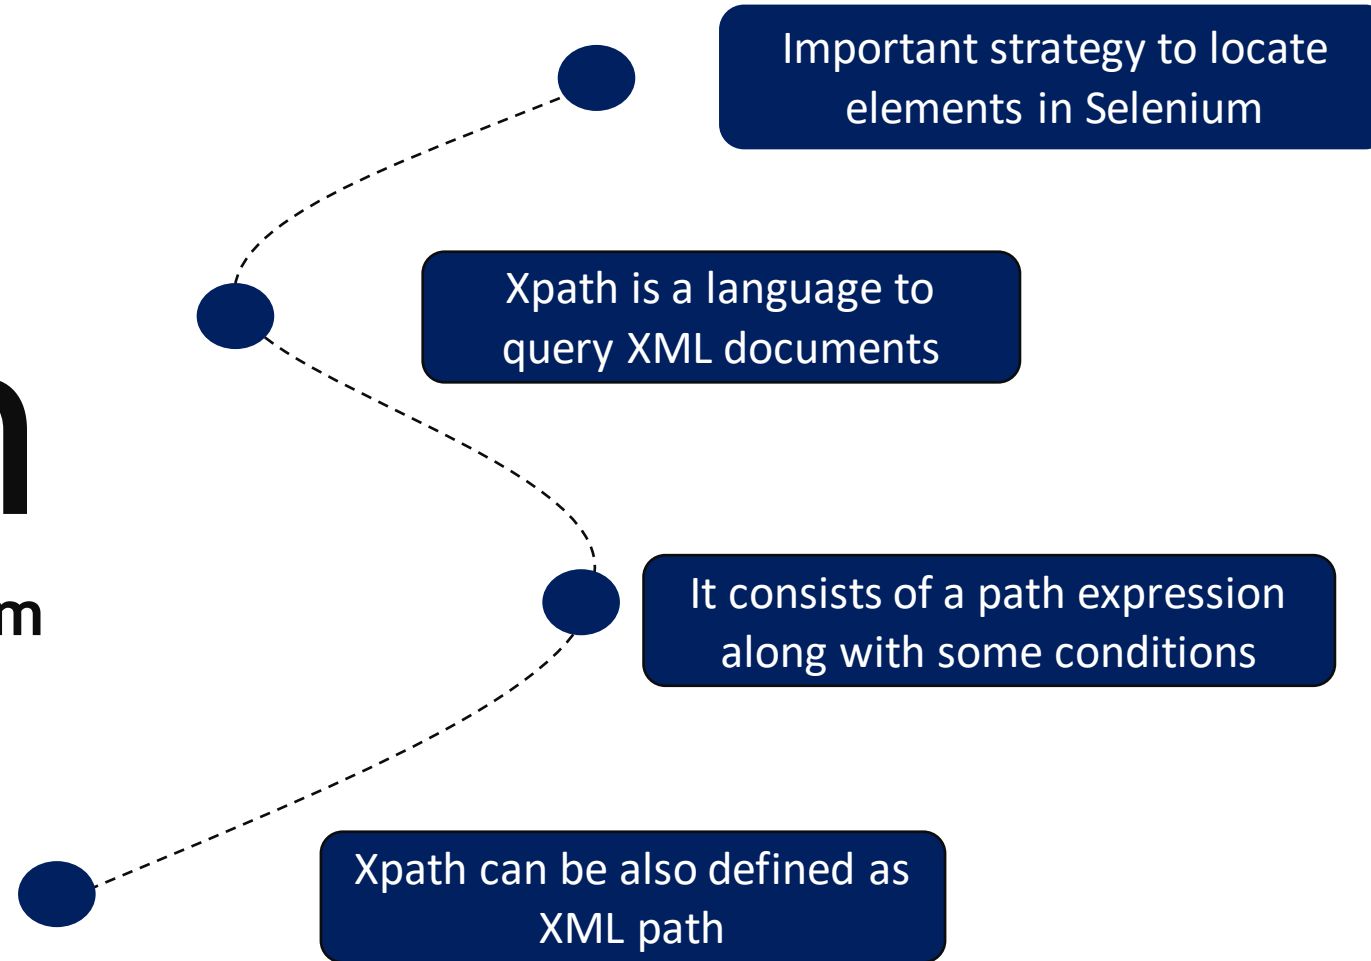 Important strategy to locate
elements in Selenium
Xpath is a language to
query XML documents
It consists of a path expression
along with some conditions
Xpath can be also defined as
XML path